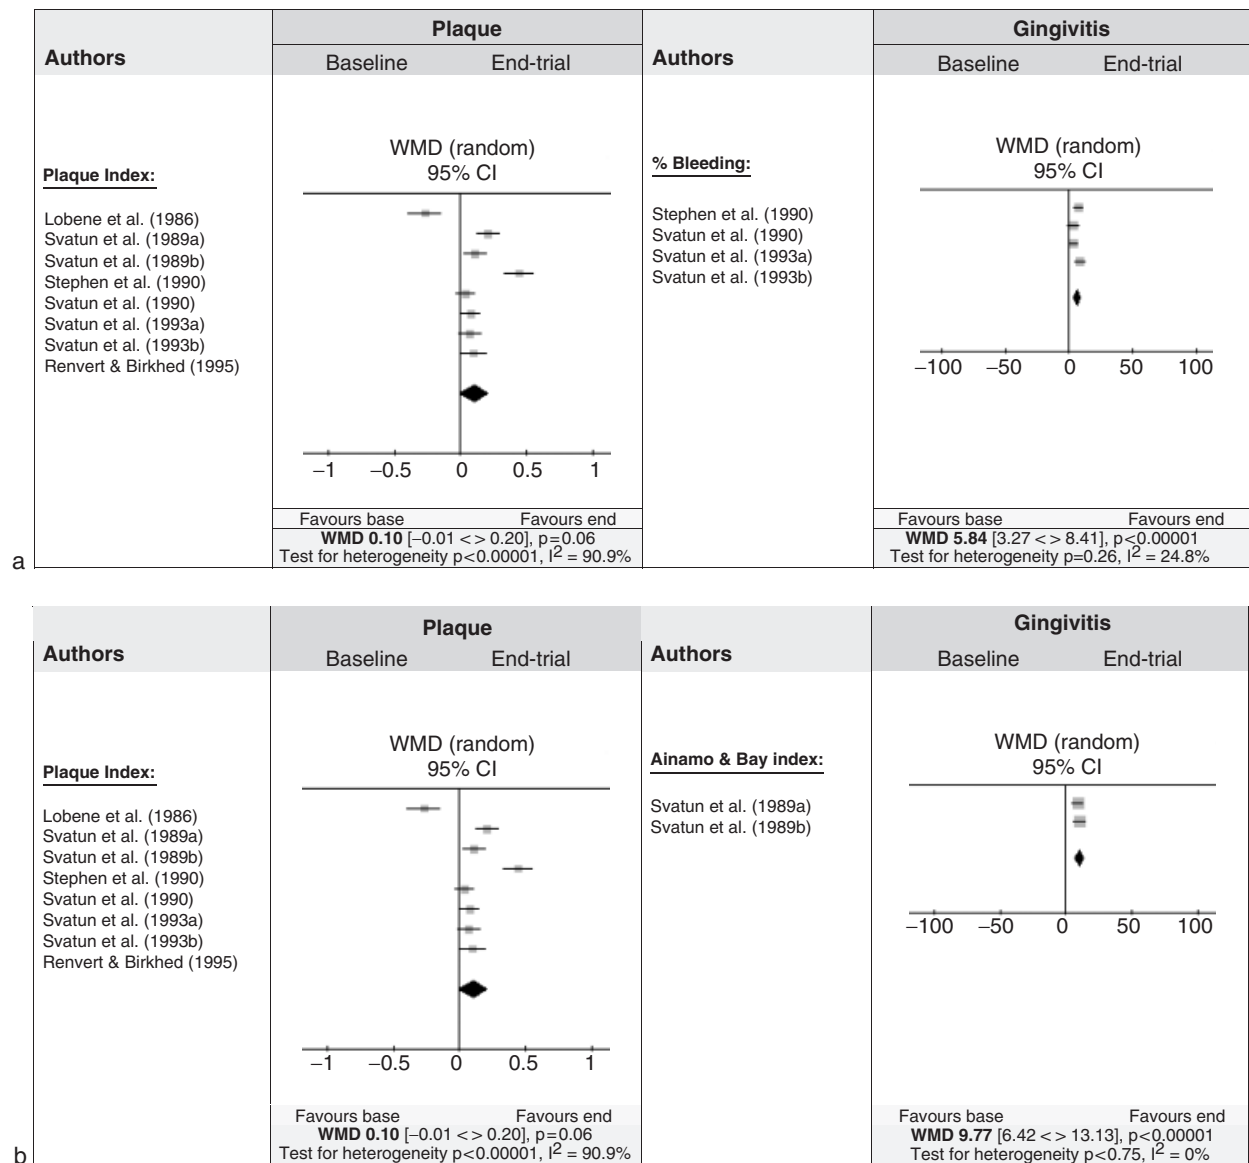 Authors
Plaque
Baseline End-trial
Authors
Gingivitis
Baseline End-trial
Plaque Index:
Lobene et al. (1986)
Svatun et al. (1989a)
Svatun et al. (1989b)
Stephen et al. (1990)
Svatun et al. (1990)
Svatun et al. (1993a)
Svatun et al. (1993b)
Renvert & Birkhed (1995)
WMD (random)
95% CI
−1 −0.5 0 0.5 1
Favours base Favours end
WMD 0.10 [−0.01 <> 0.20], p=0.06
Test for heterogeneity p<0.00001, I² = 90.9%
% Bleeding:
Stephen et al. (1990)
Svatun et al. (1990)
Svatun et al. (1993a)
Svatun et al. (1993b)
WMD (random)
95% CI
−100 −50 0 50 100
Favours base Favours end
WMD 5.84 [3.27 <> 8.41], p<0.00001
Test for heterogeneity p=0.26, I² = 24.8%
a
Authors
Plaque
Baseline End-trial
Authors
Gingivitis
Baseline End-trial
Plaque Index:
Lobene et al. (1986)
Svatun et al. (1989a)
Svatun et al. (1989b)
Stephen et al. (1990)
Svatun et al. (1990)
Svatun et al. (1993a)
Svatun et al. (1993b)
Renvert & Birkhed (1995)
WMD (random)
95% CI
−1 −0.5 0 0.5 1
Favours base Favours end
WMD 0.10 [−0.01 <> 0.20], p=0.06
Test for heterogeneity p<0.00001, I² = 90.9%
Ainamo & Bay index:
Svatun et al. (1989a)
Svatun et al. (1989b)
WMD (random)
95% CI
−100 −50 0 50 100
Favours base Favours end
WMD 9.77 [6.42 <> 13.13], p<0.00001
Test for heterogeneity p<0.75, I² = 0%
b